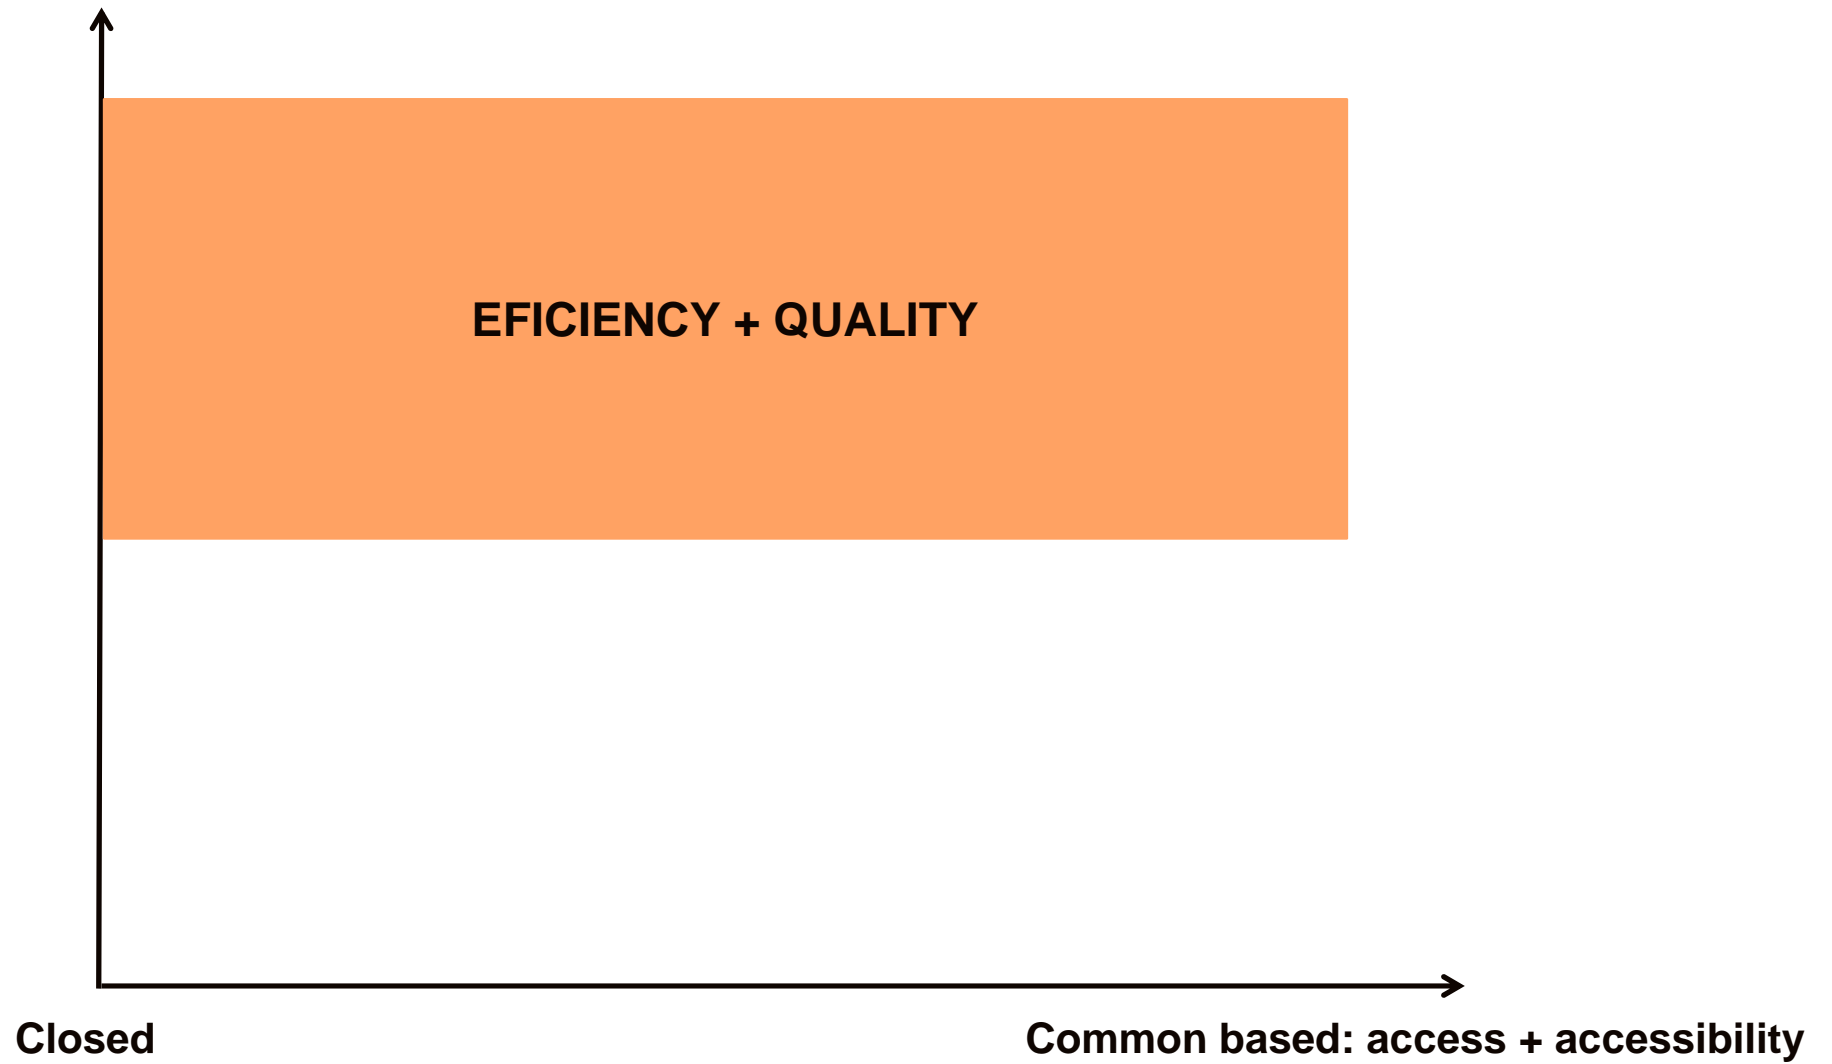 EFICIENCY + QUALITY
Closed
Common based: access + accessibility